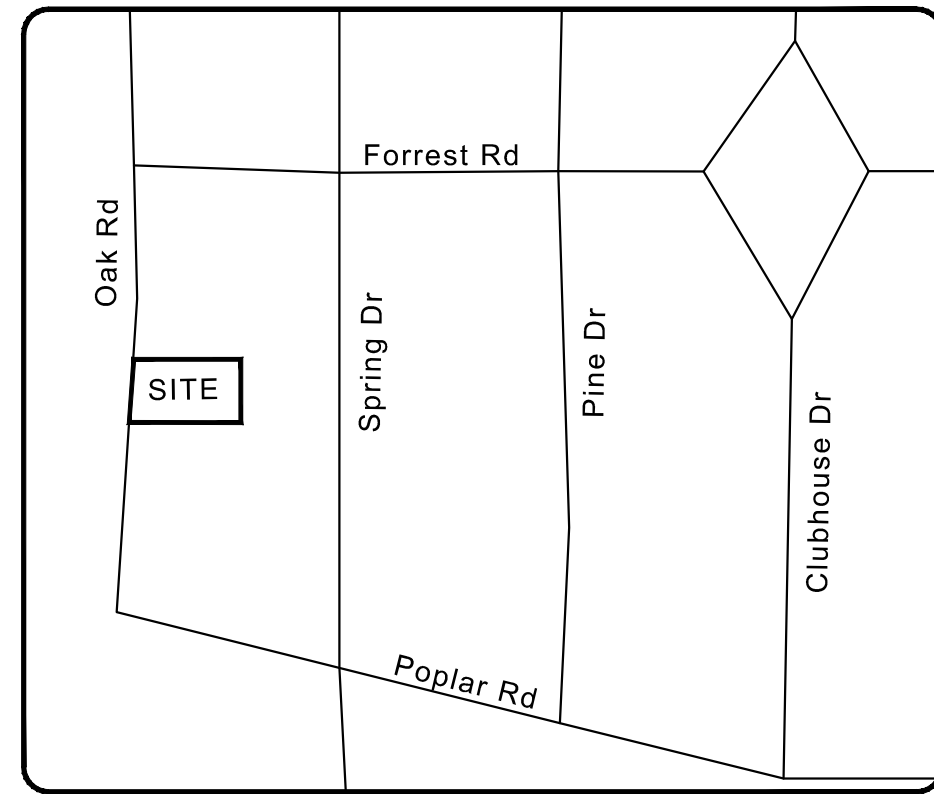 Forrest Rd
Oak Rd
Spring Dr
Pine Dr
SITE
Clubhouse Dr
Poplar Rd